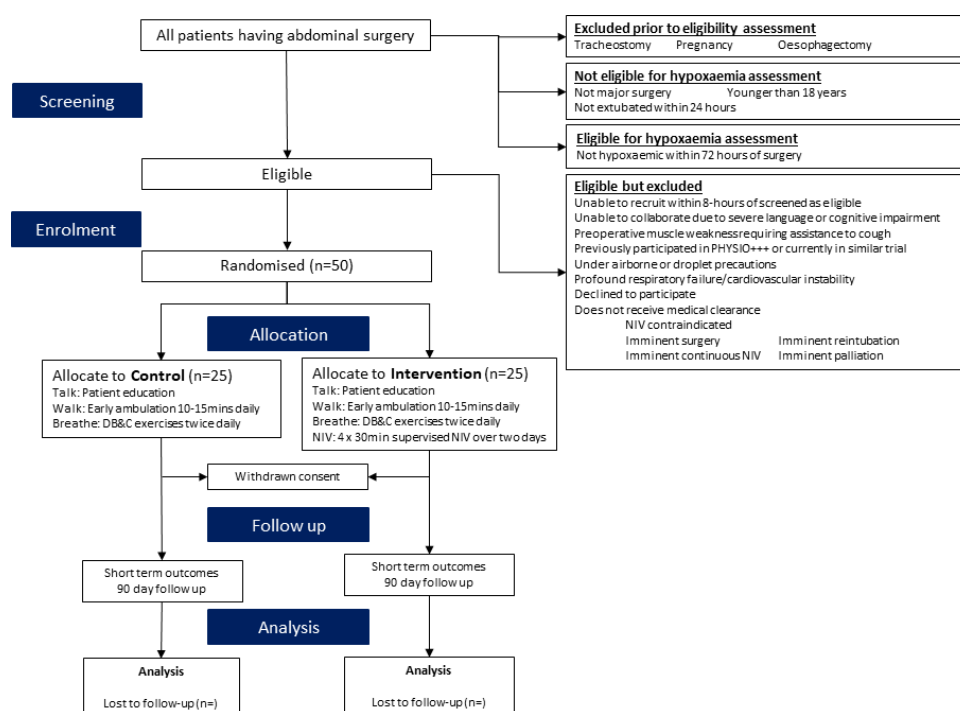 All patients having abdominal surgery
Excluded prior to eligibility assessment
Tracheostomy Pregnancy Oesophagectomy
Screening
Not eligible for hypoxaemia assessment
Not major surgery Younger than 18 years
Not extubated within 24 hours
Eligible for hypoxaemia assessment
Not hypoxaemic within 72 hours of surgery
Eligible
Eligible but excluded
Unable to recruit within 8-hours of screened as eligible
Unable to collaborate due to severe language or cognitive impairment
Preoperative muscle weakness requiring assistance to cough
Previously participated in PHYSIO+++ or currently in similar trial
Under airborne or droplet precautions
Profound respiratory failure/cardiovascular instability
Declined to participate
Does not receive medical clearance
NIV contraindicated
Imminent surgery Imminent reintubation
Imminent continuous NIV Imminent palliation
Enrolment
Randomised (n=50)
Allocation
Allocate to Control (n=25)
Talk: Patient education
Walk: Early ambulation 10-15mins daily
Breathe: DB&C exercises twice daily
Allocate to Intervention (n=25)
Talk: Patient education
Walk: Early ambulation 10-15mins daily
Breathe: DB&C exercises twice daily
NIV: 4 x 30min supervised NIV over two days
Withdrawn consent
Follow up
Short term outcomes
90 day follow up
Short term outcomes
90 day follow up
Analysis
Analysis
Lost to follow-up (n=)
Analysis
Lost to follow-up (n=)